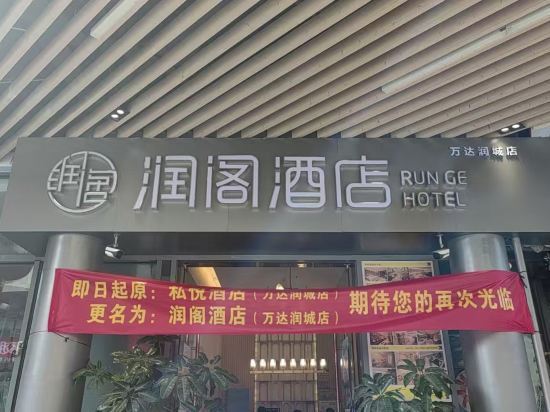 万达润城店
润阁
润阁酒店
RUN GE
HOTEL
即日起原：私悦酒店（万达润城店）
更名为：润阁酒店（万达润城店）
期待您的再次光临